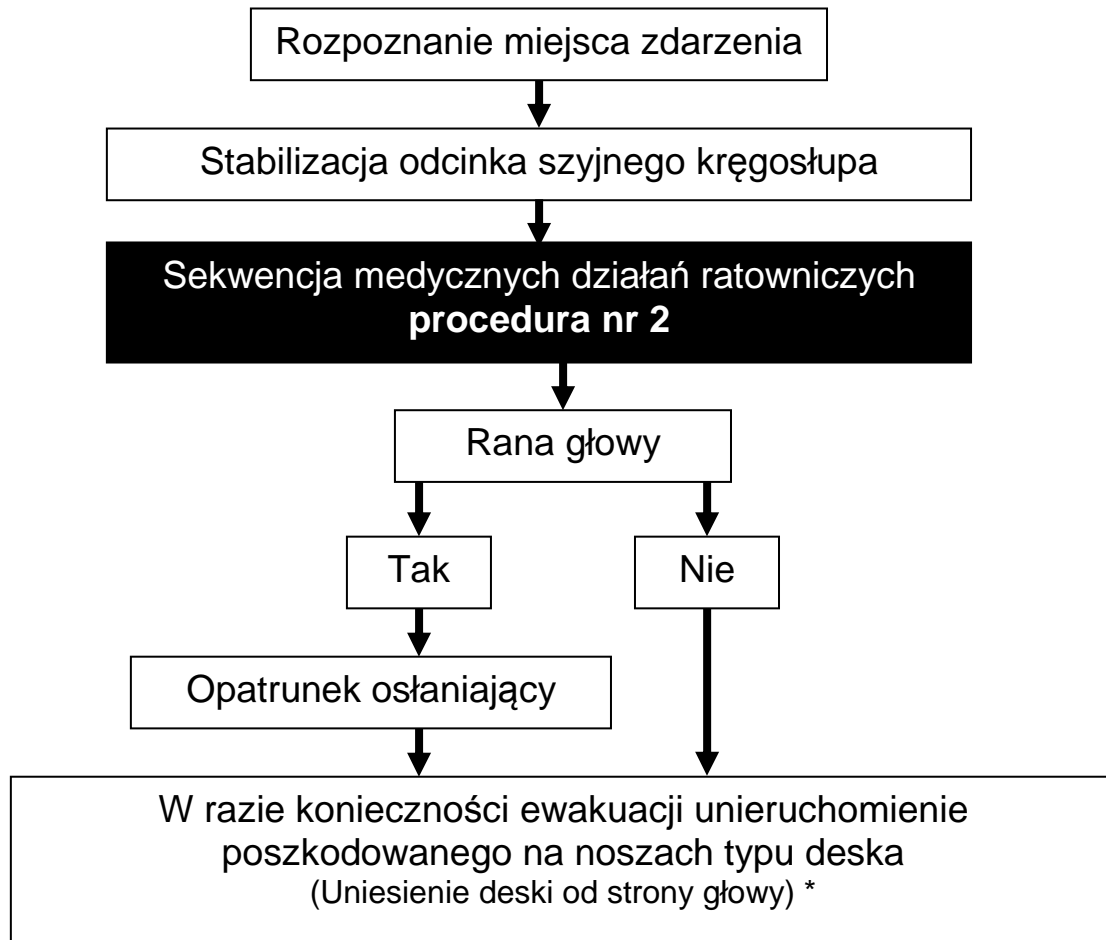 Rozpoznanie miejsca zdarzenia
Stabilizacja odcinka szyjnego kręgosłupa
Sekwencja medycznych działań ratowniczych
procedura nr 2
Rana głowy
Tak
Nie
Opatrunek osłaniający
W razie konieczności ewakuacji unieruchomienie
poszkodowanego na noszach typu deska
(Uniesienie deski od strony głowy) *